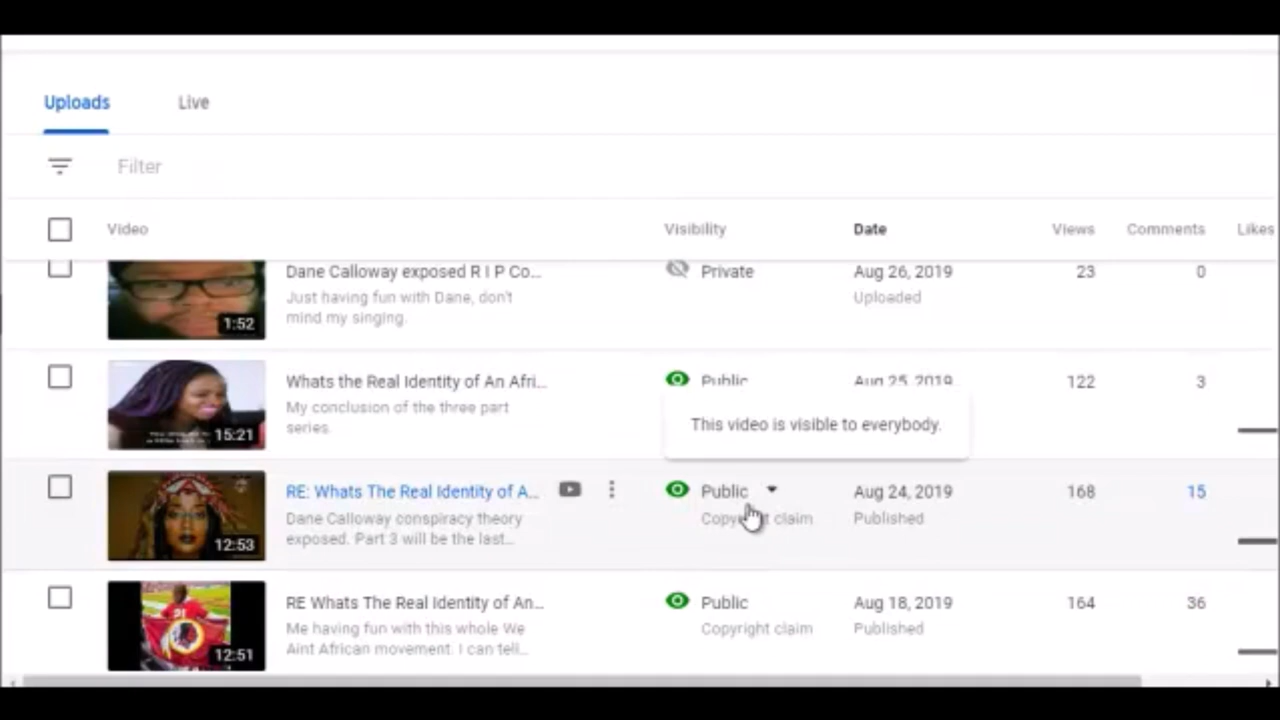 Uploads Live
Filter
Video Visibility Date Views Comments Likes
Dane Calloway exposed R I P Co... Private Aug 26, 2019 23 0
Just having fun with Dane, don't Uploaded
mind my singing.
1:52
Whats the Real Identity of An Afri... Public Aug 25, 2019 122 3
My conclusion of the three part
series.
15:21
This video is visible to everybody.
RE: Whats The Real Identity of A... Public Aug 24, 2019 168 15
Dane Calloway conspiracy theory Copyright claim Published
exposed. Part 3 will be the last...
12:53
RE Whats The Real Identity of An... Public Aug 18, 2019 164 36
Me having fun with this whole We Copyright claim Published
Aint African movement. I can tell...
12:51